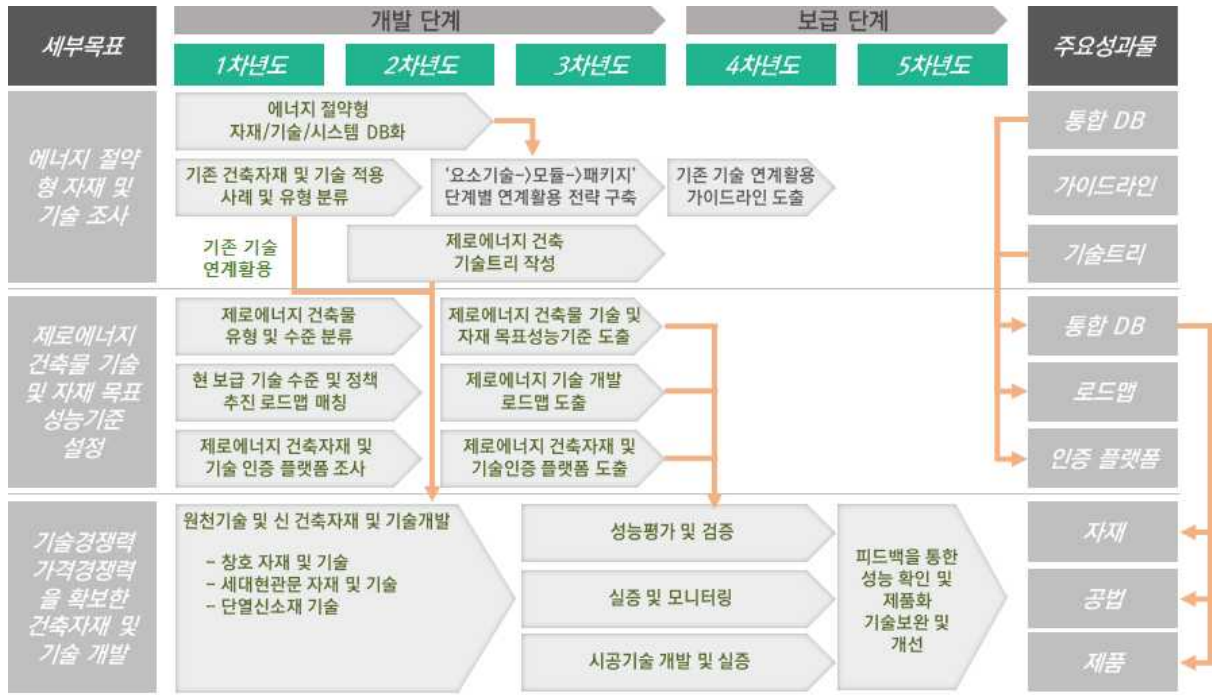 세부목표
개발 단계
보급 단계
주요성과물
1차년도
2차년도
3차년도
4차년도
5차년도
에너지 절약
형 자재 및
기술 조사
에너지 절약형
자재/기술/시스템 DB화
기존 건축자재 및 기술 적용
사례 및 유형 분류
'요소기술->모듈->패키지'
단계별 연계활용 전략 구축
기존 기술 연계활용
가이드라인 도출
기존 기술
연계활용
제로에너지 건축
기술트리 작성
통합 DB
가이드라인
기술트리
제로에너지
건축물 기술
및 자재 목표
성능기준
설정
제로에너지 건축물
유형 및 수준 분류
제로에너지 건축물 기술 및
자재 목표성능기준 도출
현 보급 기술 수준 및 정책
추진 로드맵 매칭
제로에너지 기술 개발
로드맵 도출
제로에너지 건축자재 및
기술 인증 플랫폼 조사
제로에너지 건축자재 및
기술인증 플랫폼 도출
통합 DB
로드맵
인증 플랫폼
기술경쟁력
가격경쟁력
을 확보한
건축자재 및
기술 개발
원천기술 및 신 건축자재 및 기술개발
- 창호 자재 및 기술
- 세대현관문 자재 및 기술
- 단열신소재 기술
성능평가 및 검증
실증 및 모니터링
시공기술 개발 및 실증
피드백을 통한
성능 확인 및
제품화
기술보완 및
개선
자재
공법
제품